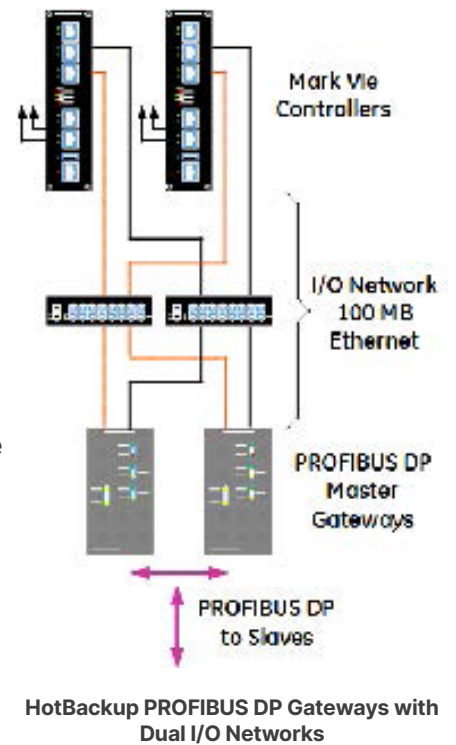 Mark VIe
Controllers
I/O Network
100 MB
Ethernet
e
PROFIBUS DP
Master
Gateways
PROFIBUS DP
to Slaves
HotBackup PROFIBUS DP Gateways with
Dual I/O Networks